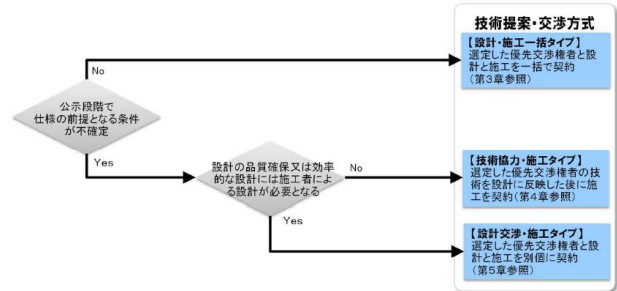 技術提案・交渉方式
【設計・施工一括タイプ】
選定した優先交渉権者と設
計と施工を一括で契約
（第3章参照）
No
公示段階で
仕様の前提となる条件
が不確定
Yes
設計の品質確保又は効率
的な設計には施工者によ
る設計が必要となる
No
【技術協力・施工タイプ】
選定した優先交渉権者の技
術を設計に反映した後に施
工を契約（第4章参照）
Yes
【設計交渉・施工タイプ】
選定した優先交渉権者と設
計と施工を別個に契約
（第5章参照）